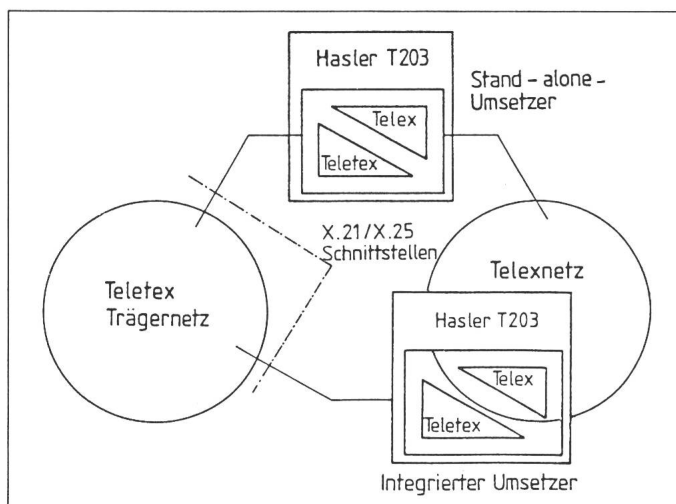 Hasler T203
Telex
Teletex
Stand-alone-
Umsetzer
X.21/X.25
Schnittstellen
Teletex
Trägernetz
Telexnetz
Hasler T203
Telex
Teletex
Integrierter Umsetzer